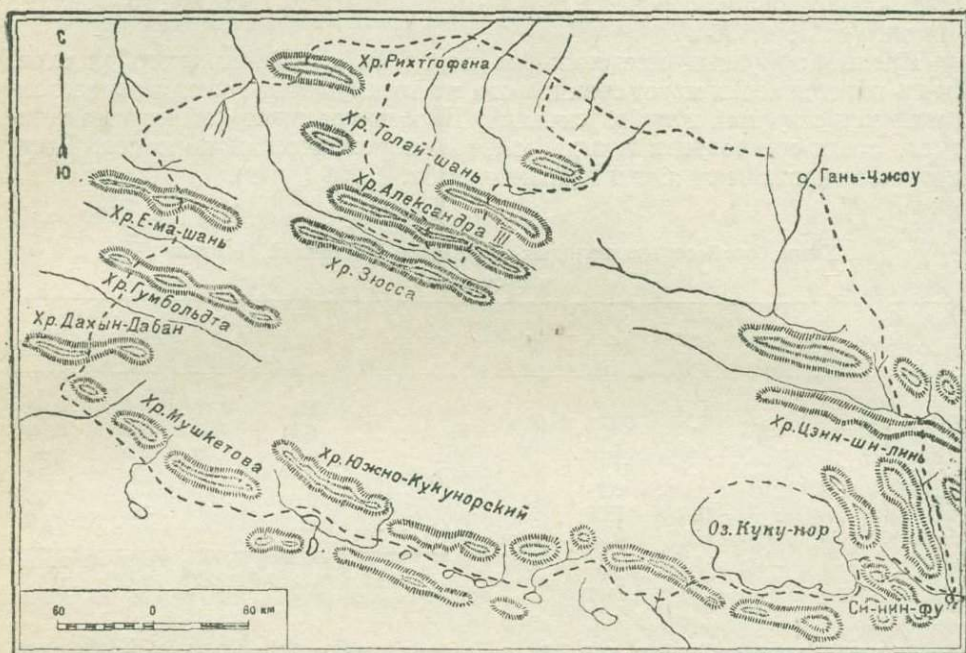 С
Ю
Хр. Рихтгофена
Хр. Толай-шань
Хр. Александра III
Хр. Зюсса
Гань-Чжоу
Хр. Е-ма-шань
Хр. Гумбольдта
Хр. Дахын-Дабан
Хр. Мушкетова
Хр. Южно-Кукунорский
Хр. Цзин-ши-линь
Оз. Куку-нор
Си-нин-фу
60 0 60 км